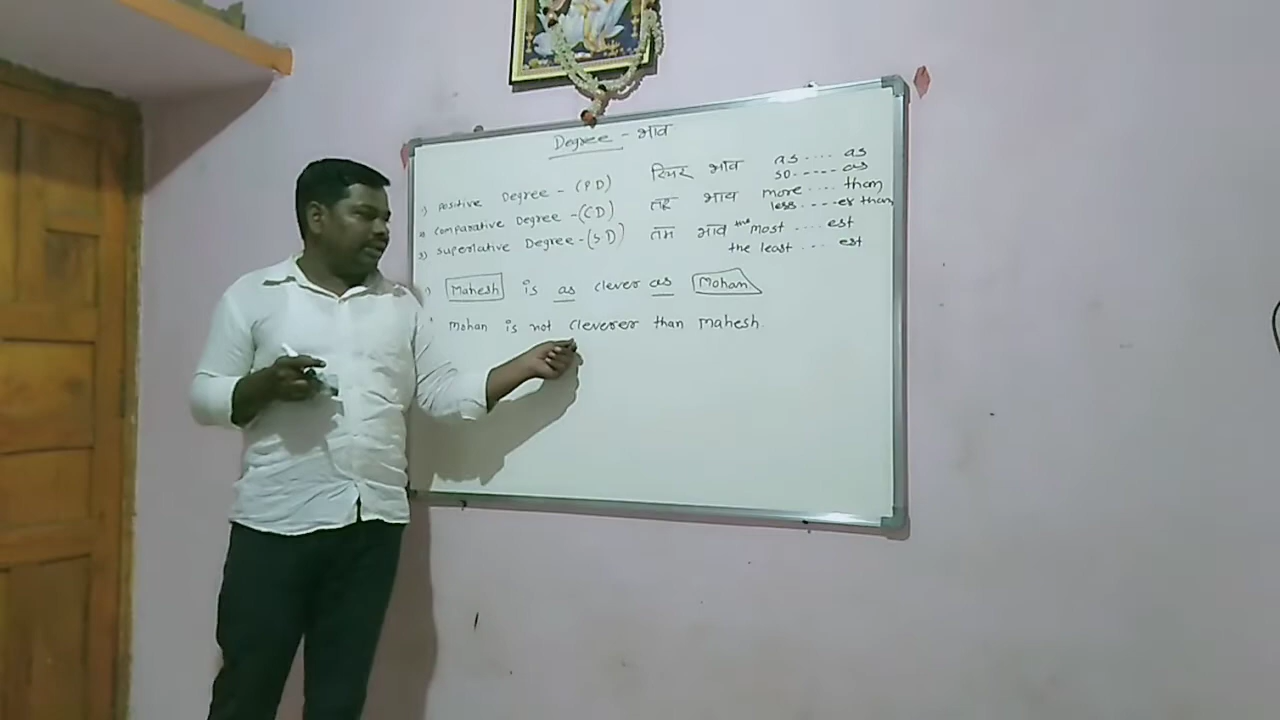 Degree - भाव
1) positive Degree - (PD) स्थिर भाव as .... as
so ----- as
2) comparative Degree - (CD) तर भाव more .... than
less ----er than
3) superlative Degree - (SD) तम भाव the most .... est
the least .... est
1) Mahesh is as clever as Mohan
Mohan is not cleverer than Mahesh.